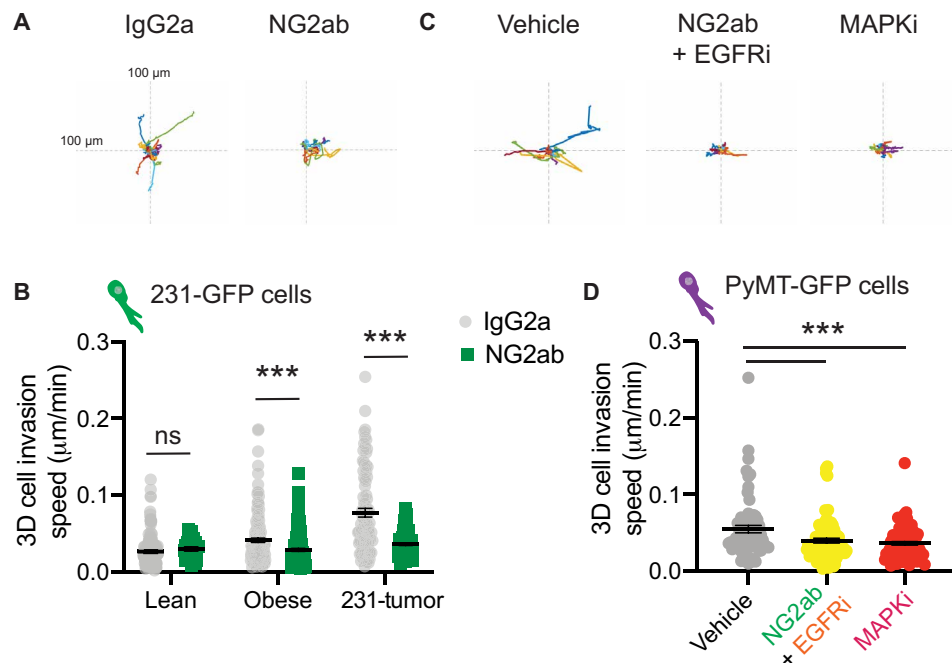 A
IgG2a
NG2ab
100 µm
100 µm
C
Vehicle
NG2ab
+ EGFRi
MAPKi
B
231-GFP cells
IgG2a
NG2ab
3D cell invasion
speed (µm/min)
0.3
0.2
0.1
0.0
ns
***
***
Lean
Obese
231-tumor
D
PyMT-GFP cells
3D cell invasion
speed (µm/min)
0.3
0.2
0.1
0.0
***
Vehicle
NG2ab
+ EGFRi
MAPKi